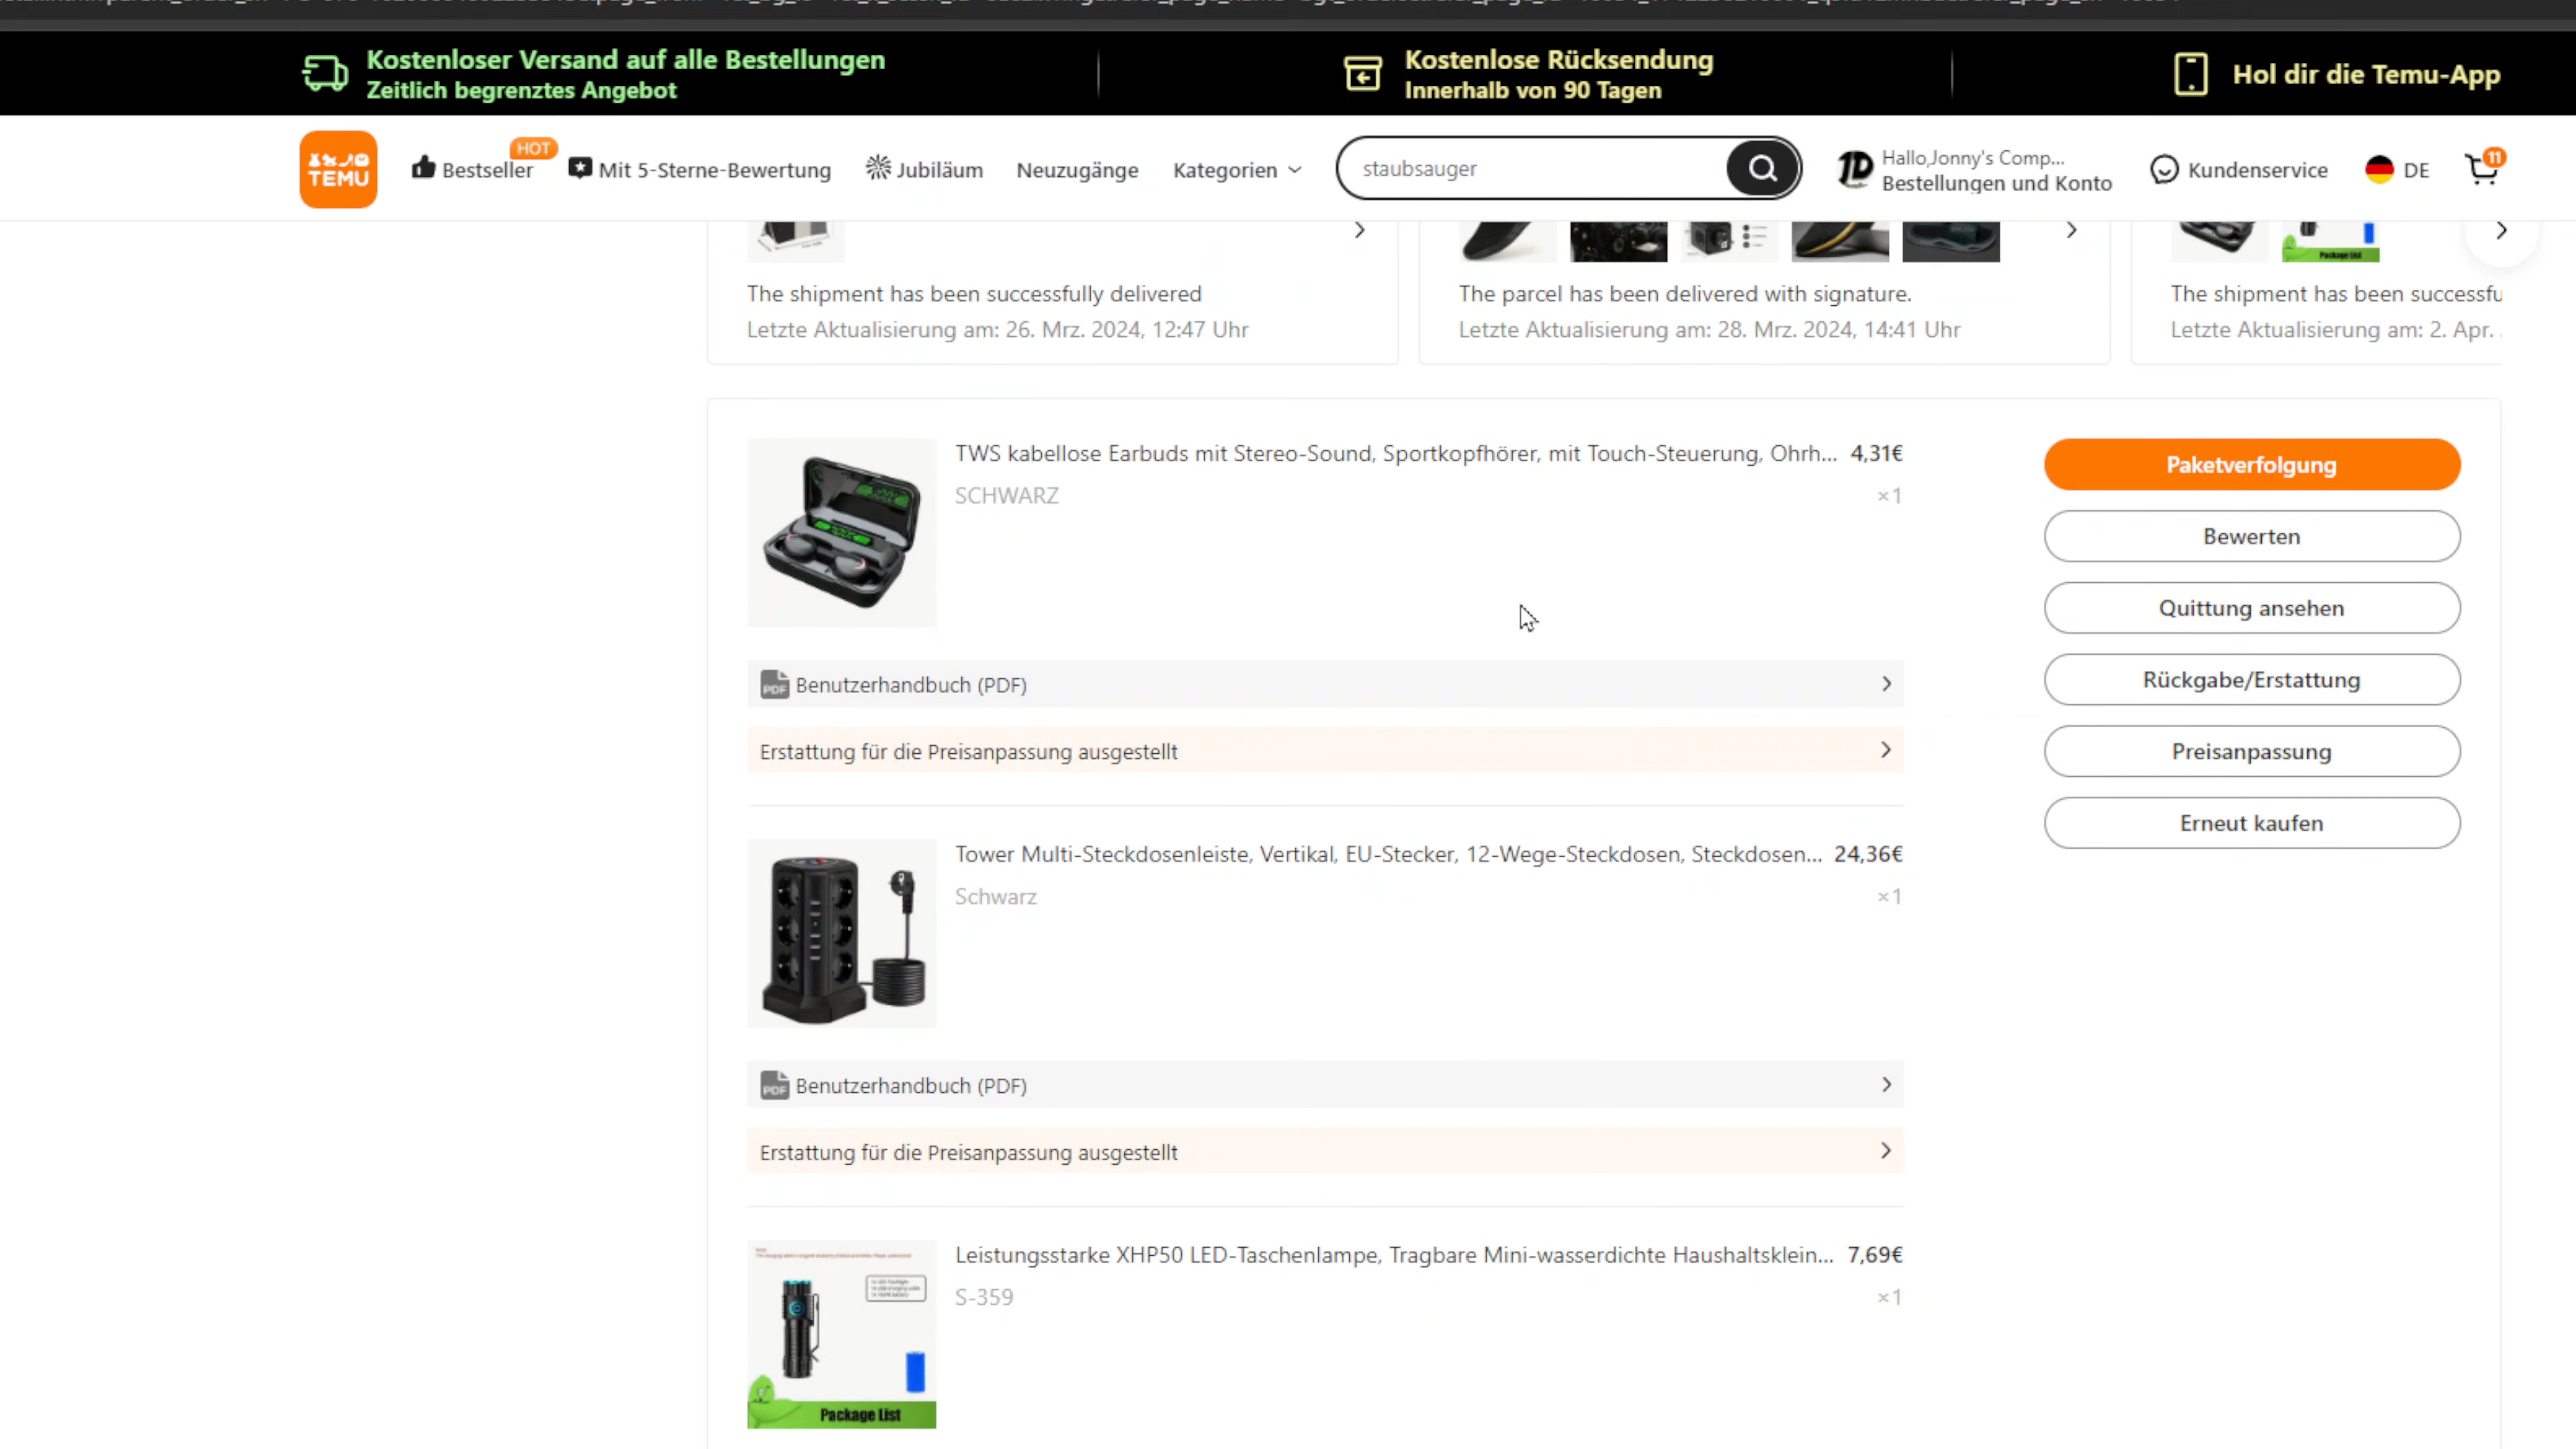 Kostenloser Versand auf alle Bestellungen
Zeitlich begrenztes Angebot
Kostenlose Rücksendung
Innerhalb von 90 Tagen
Hol dir die Temu-App
TEMU
Bestseller
HOT
Mit 5-Sterne-Bewertung
Jubiläum
Neuzugänge
Kategorien
staubsauger
Hallo,Jonny's Comp...
Bestellungen und Konto
Kundenservice
DE
11
Package List
The shipment has been successfully delivered
Letzte Aktualisierung am: 26. Mrz. 2024, 12:47 Uhr
The parcel has been delivered with signature.
Letzte Aktualisierung am: 28. Mrz. 2024, 14:41 Uhr
The shipment has been successfu
Letzte Aktualisierung am: 2. Apr.
TWS kabellose Earbuds mit Stereo-Sound, Sportkopfhörer, mit Touch-Steuerung, Ohrh... 4,31€
SCHWARZ ×1
PDF Benutzerhandbuch (PDF)
Erstattung für die Preisanpassung ausgestellt
Tower Multi-Steckdosenleiste, Vertikal, EU-Stecker, 12-Wege-Steckdosen, Steckdosen... 24,36€
Schwarz ×1
PDF Benutzerhandbuch (PDF)
Erstattung für die Preisanpassung ausgestellt
Leistungsstarke XHP50 LED-Taschenlampe, Tragbare Mini-wasserdichte Haushaltsklein... 7,69€
S-359 ×1
Package List
Paketverfolgung
Bewerten
Quittung ansehen
Rückgabe/Erstattung
Preisanpassung
Erneut kaufen